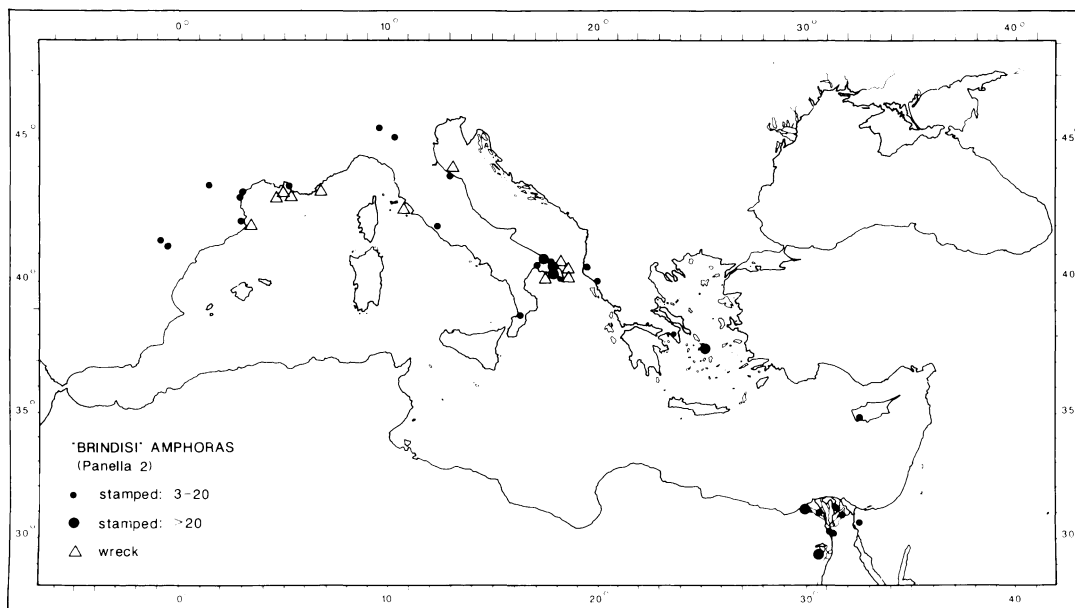 0° 10° 20° 30° 40°
45° 45°
40° 40°
35° 35°
30° 30°
"BRINDISI" AMPHORAS
(Panella 2)
stamped: 3-20
stamped: >20
wreck
0 10 20 30 40